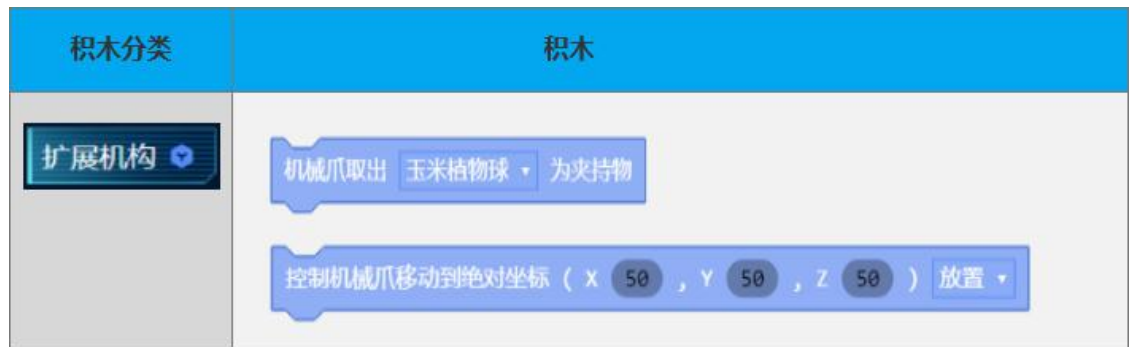 积木分类
积木
扩展机构
机械爪取出 玉米植物球 为夹持物
控制机械爪移动到绝对坐标 ( X 50 , Y 50 , Z 50 ) 放置